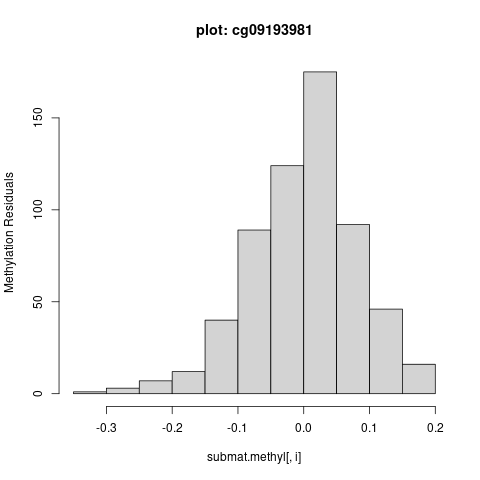 plot: cg09193981
Methylation Residuals
150
100
50
0
-0.3 -0.2 -0.1 0.0 0.1 0.2
submat.methyl[, i]